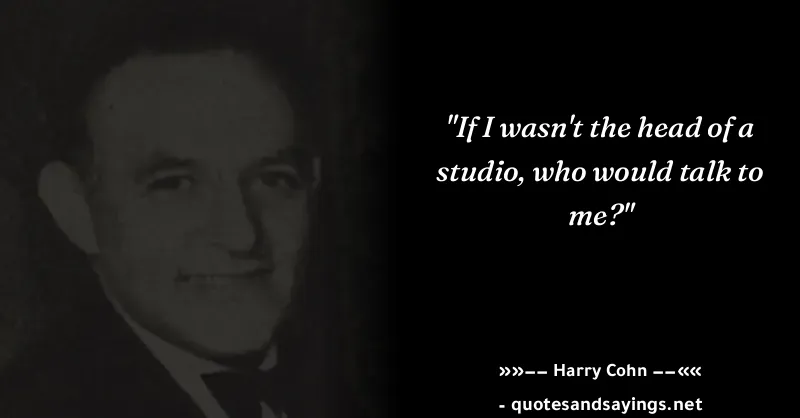 "If I wasn't the head of a
studio, who would talk to
me?"
»»−− Harry Cohn −−««
- quotesandsayings.net